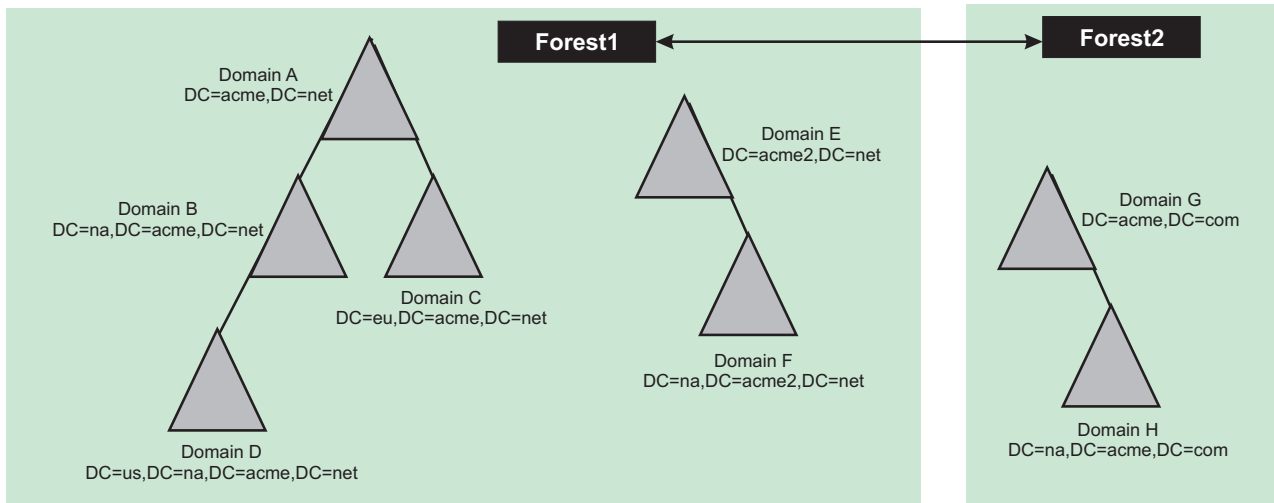 Forest1
Forest2
Domain A
DC=acme,DC=net
Domain B
DC=na,DC=acme,DC=net
Domain C
DC=eu,DC=acme,DC=net
Domain D
DC=us,DC=na,DC=acme,DC=net
Domain E
DC=acme2,DC=net
Domain F
DC=na,DC=acme2,DC=net
Domain G
DC=acme,DC=com
Domain H
DC=na,DC=acme,DC=com